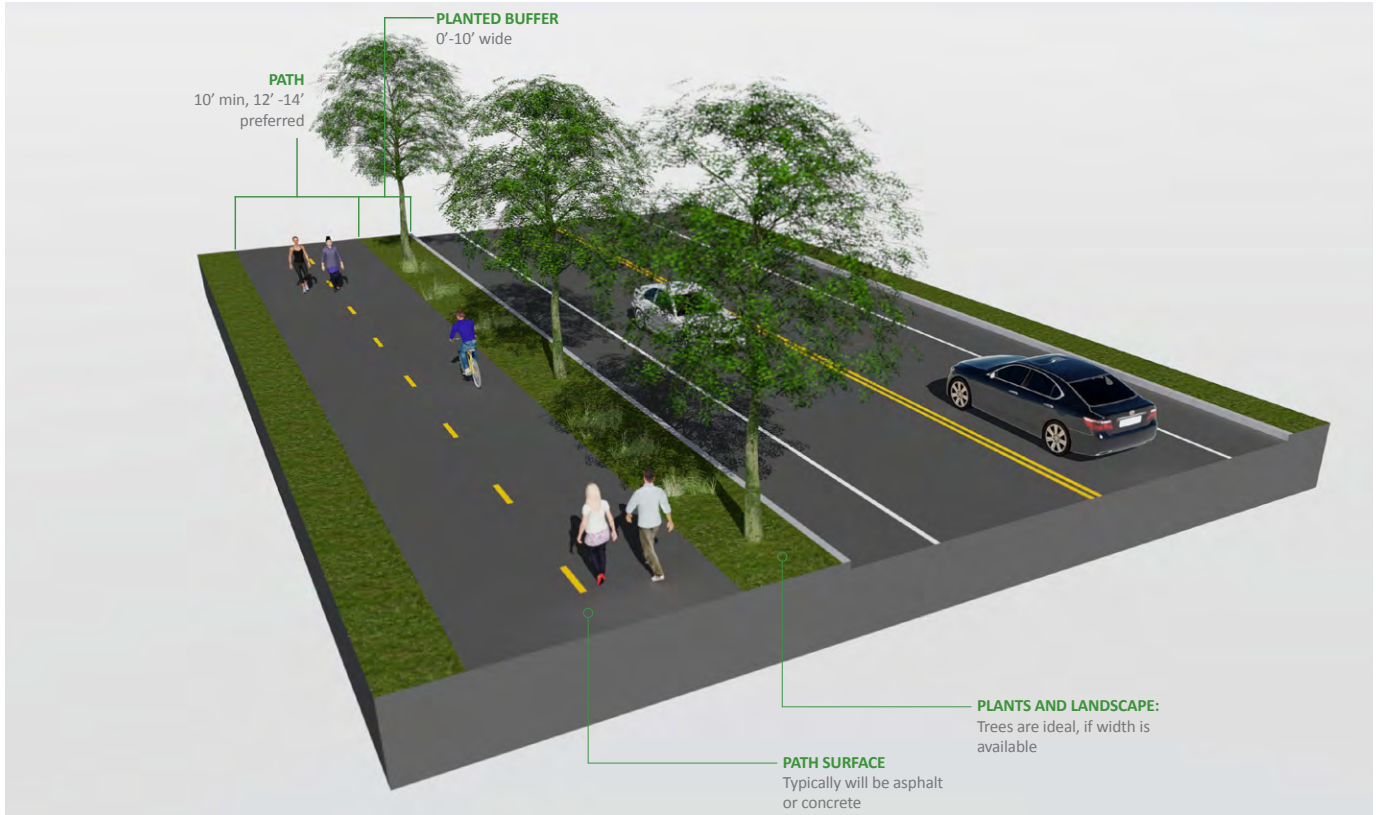 PLANTED BUFFER
0’-10’ wide
PATH
10’ min, 12’ -14’
preferred
PLANTS AND LANDSCAPE:
Trees are ideal, if width is
available
PATH SURFACE
Typically will be asphalt
or concrete